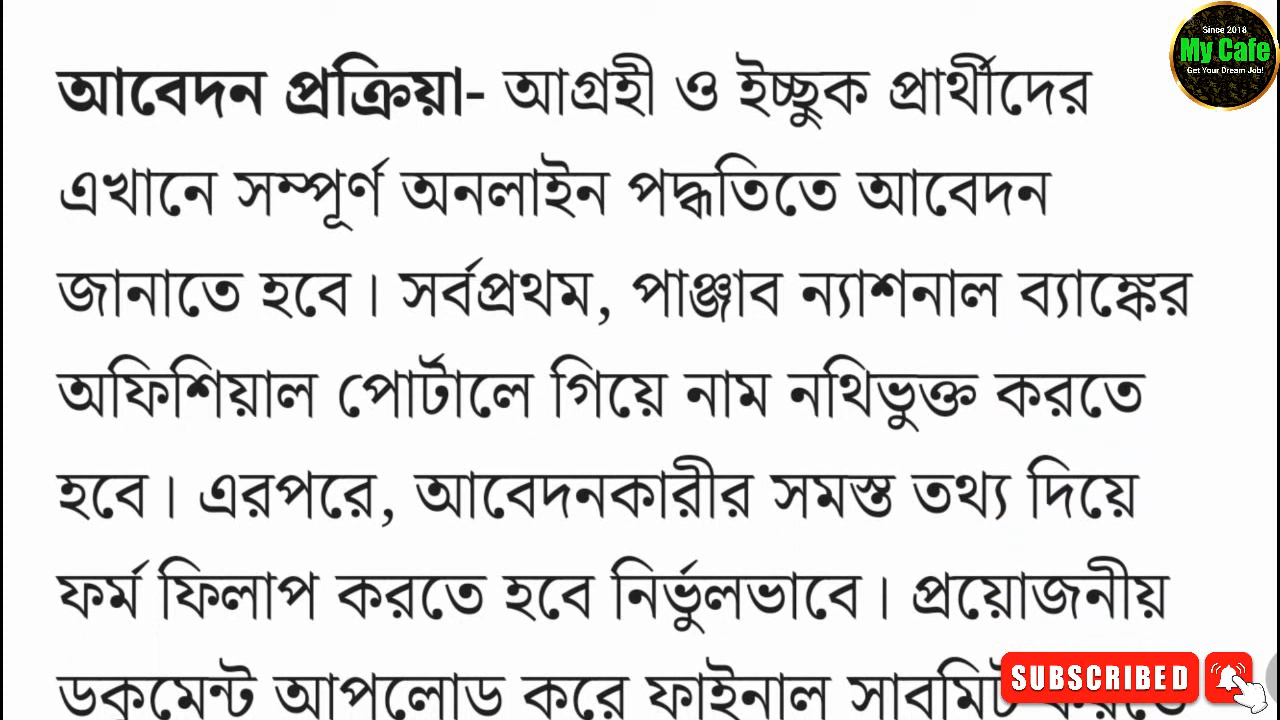 Since 2018
My Cafe
Get Your Dream Job!
আবেদন প্রক্রিয়া- আগ্রহী ও ইচ্ছুক প্রার্থীদের
এখানে সম্পূর্ণ অনলাইন পদ্ধতিতে আবেদন
জানাতে হবে। সর্বপ্রথম, পাঞ্জাব ন্যাশনাল ব্যাঙ্কের
অফিশিয়াল পোর্টালে গিয়ে নাম নথিভুক্ত করতে
হবে। এরপরে, আবেদনকারীর সমস্ত তথ্য দিয়ে
ফর্ম ফিলাপ করতে হবে নির্ভুলভাবে। প্রয়োজনীয়
ডকুমেন্ট আপলোড করে ফাইনাল সাবমিট করতে
SUBSCRIBED